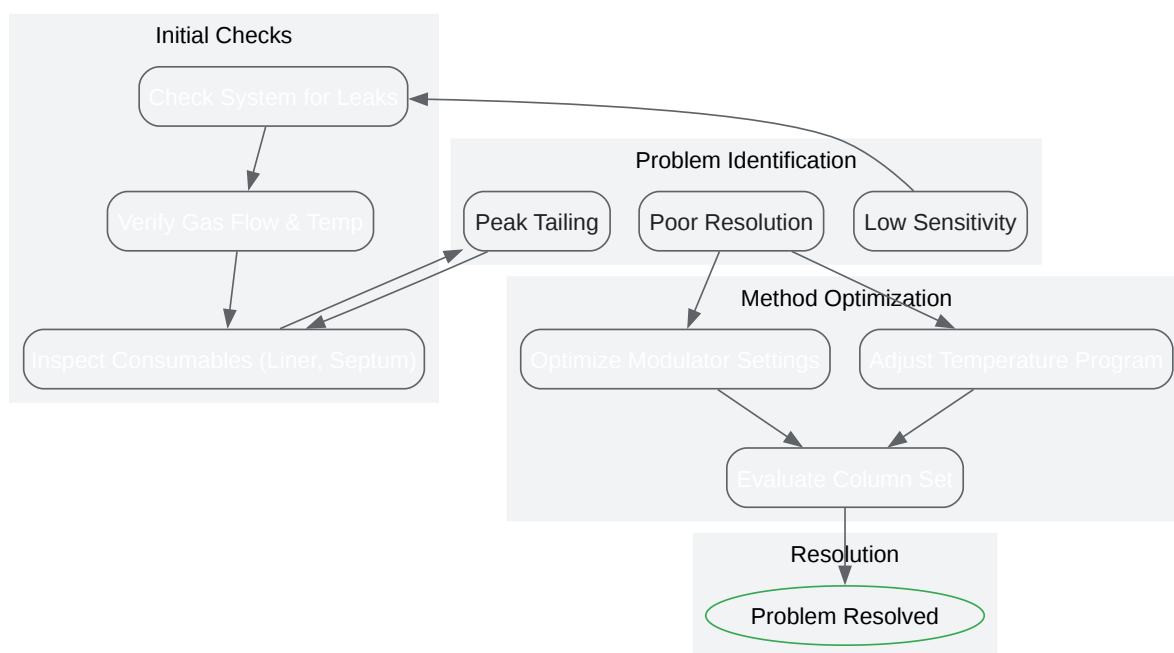 Initial Checks
Check System for Leaks
Problem Identification
Verify Gas Flow & Temp
Peak Tailing
Poor Resolution
Low Sensitivity
Method Optimization
Inspect Consumables (Liner, Septum)
Optimize Modulator Settings
Adjust Temperature Program
Evaluate Column Set
Resolution
Problem Resolved